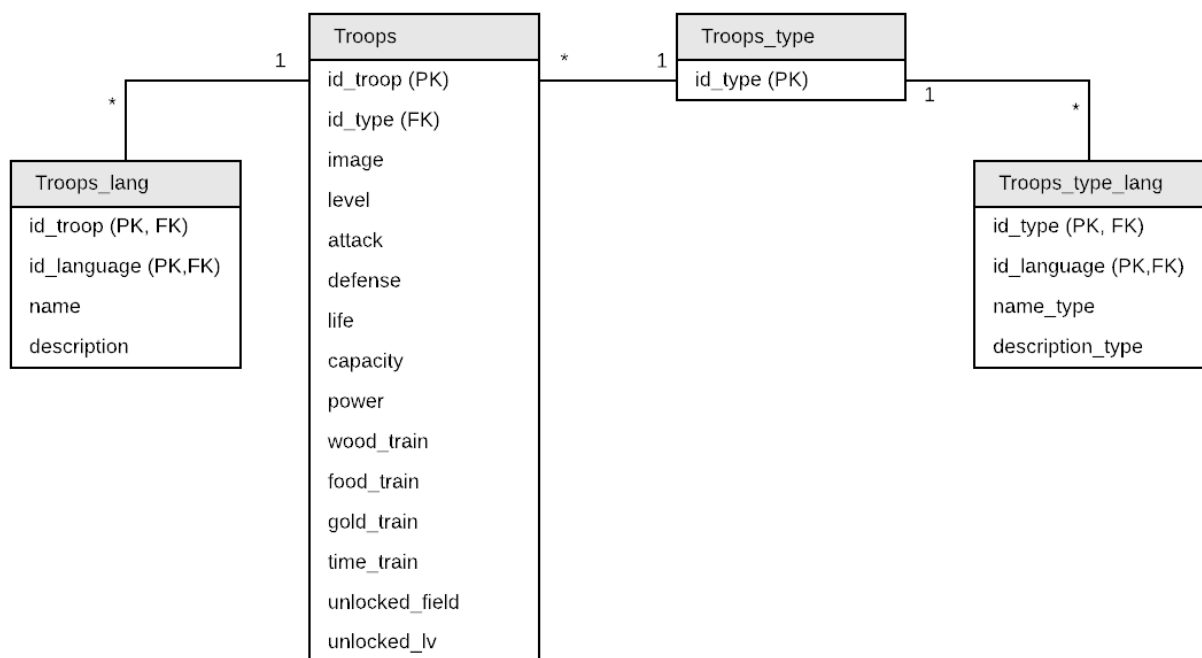 Troops
id_troop (PK)
id_type (FK)
image
level
attack
defense
life
capacity
power
wood_train
food_train
gold_train
time_train
unlocked_field
unlocked_lv
Troops_type
id_type (PK)
1
*
*
1
1
*
Troops_lang
id_troop (PK, FK)
id_language (PK,FK)
name
description
Troops_type_lang
id_type (PK, FK)
id_language (PK,FK)
name_type
description_type